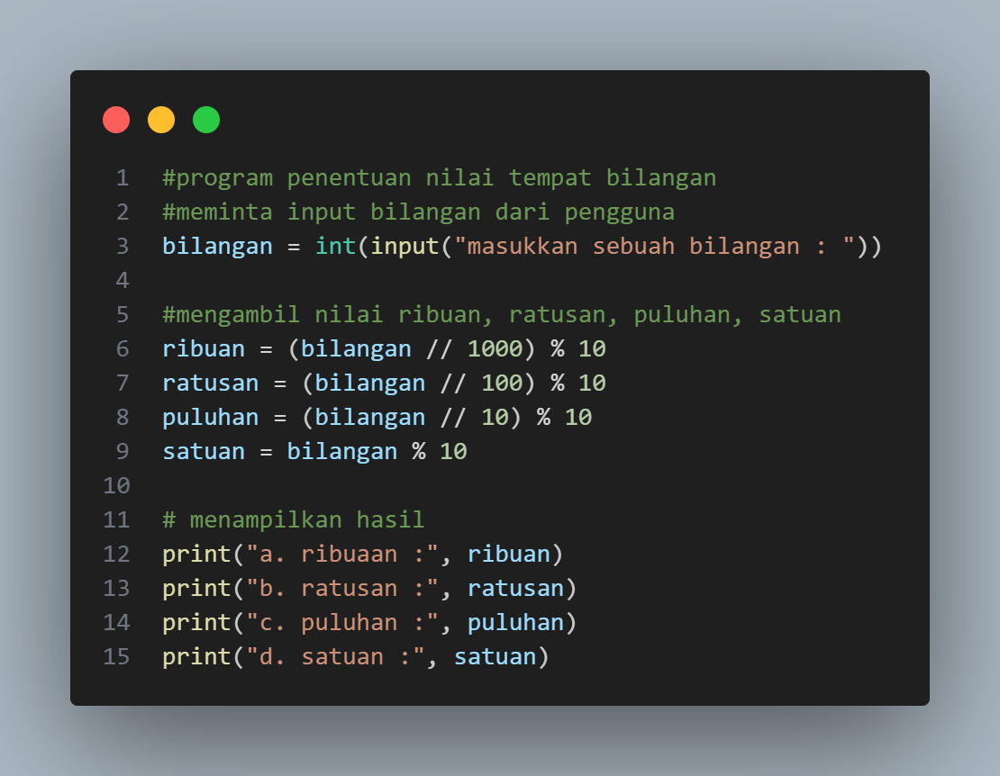 1 #program penentuan nilai tempat bilangan
2 #meminta input bilangan dari pengguna
3 bilangan = int(input("masukkan sebuah bilangan : "))
4
5 #mengambil nilai ribuan, ratusan, puluhan, satuan
6 ribuan = (bilangan // 1000) % 10
7 ratusan = (bilangan // 100) % 10
8 puluhan = (bilangan // 10) % 10
9 satuan = bilangan % 10
10
11 # menampilkan hasil
12 print("a. ribuaan :", ribuan)
13 print("b. ratusan :", ratusan)
14 print("c. puluhan :", puluhan)
15 print("d. satuan :", satuan)